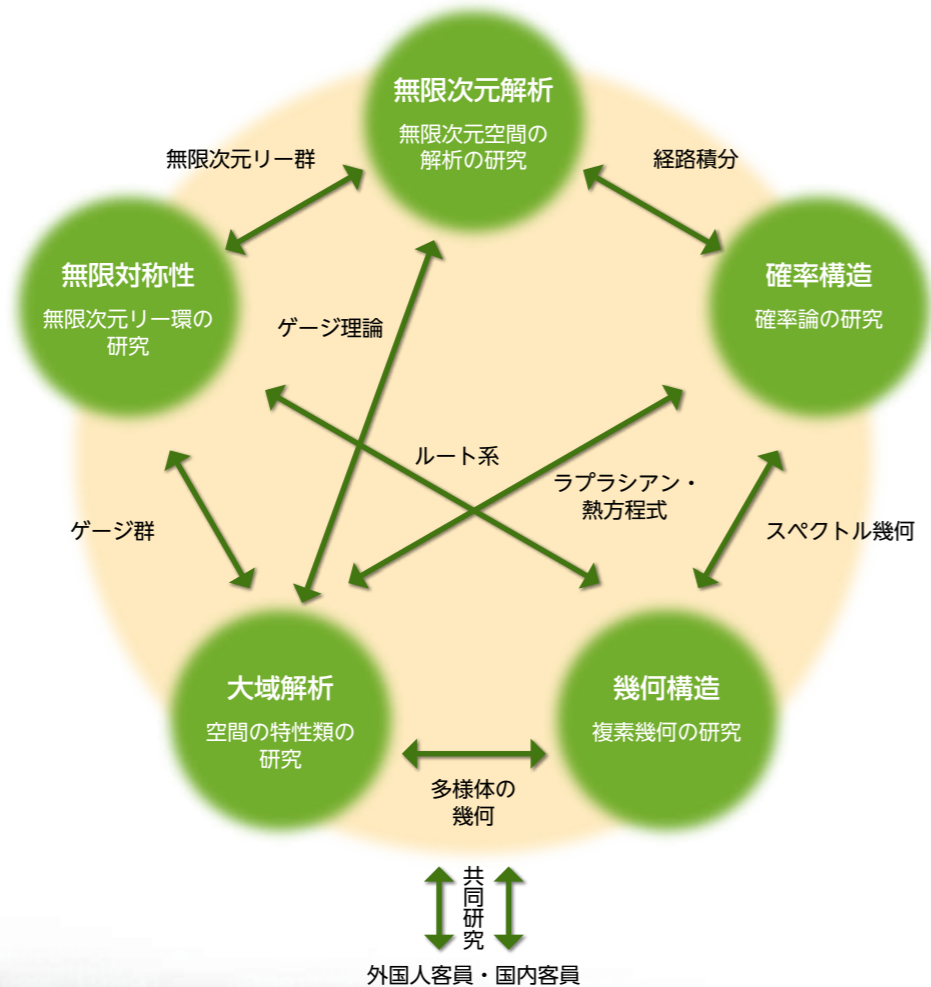 無限次元解析
無限次元空間の
解析の研究
無限次元リー群
経路積分
無限対称性
無限次元リー環の
研究
確率構造
確率論の研究
ゲージ理論
ルート系
ラプラシアン・
熱方程式
ゲージ群
スペクトル幾何
大域解析
空間の特性類の
研究
幾何構造
複素幾何の研究
多様体の
幾何
共同研究
外国人客員・国内客員